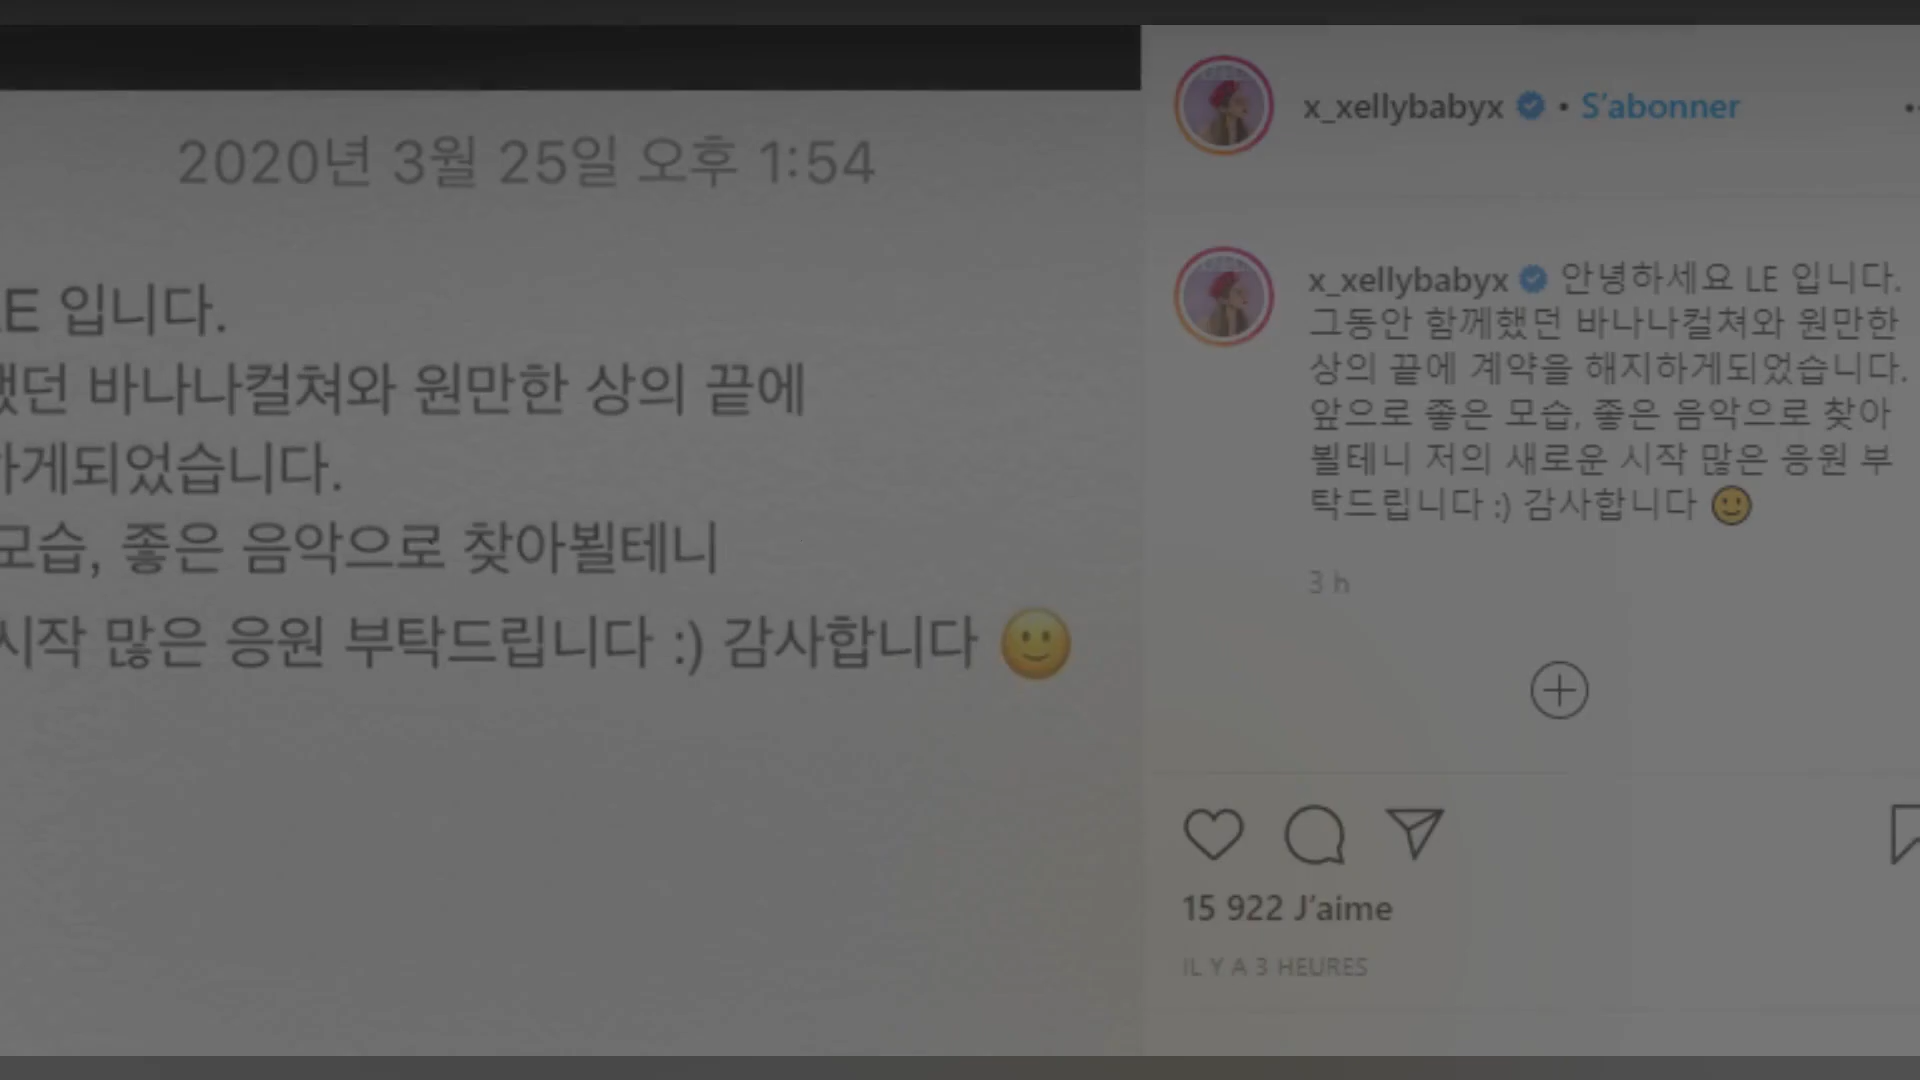 2020년 3월 25일 오후 1:54
LE 입니다.
했던 바나나컬쳐와 원만한 상의 끝에
하게되었습니다.
모습, 좋은 음악으로 찾아뵐테니
시작 많은 응원 부탁드립니다 :) 감사합니다 🙂
x_xellybabyx • S'abonner
x_xellybabyx 안녕하세요 LE 입니다.
그동안 함께했던 바나나컬쳐와 원만한
상의 끝에 계약을 해지하게되었습니다.
앞으로 좋은 모습, 좋은 음악으로 찾아
뵐테니 저의 새로운 시작 많은 응원 부
탁드립니다 :) 감사합니다 🙂
3 h
15 922 J'aime
IL Y A 3 HEURES